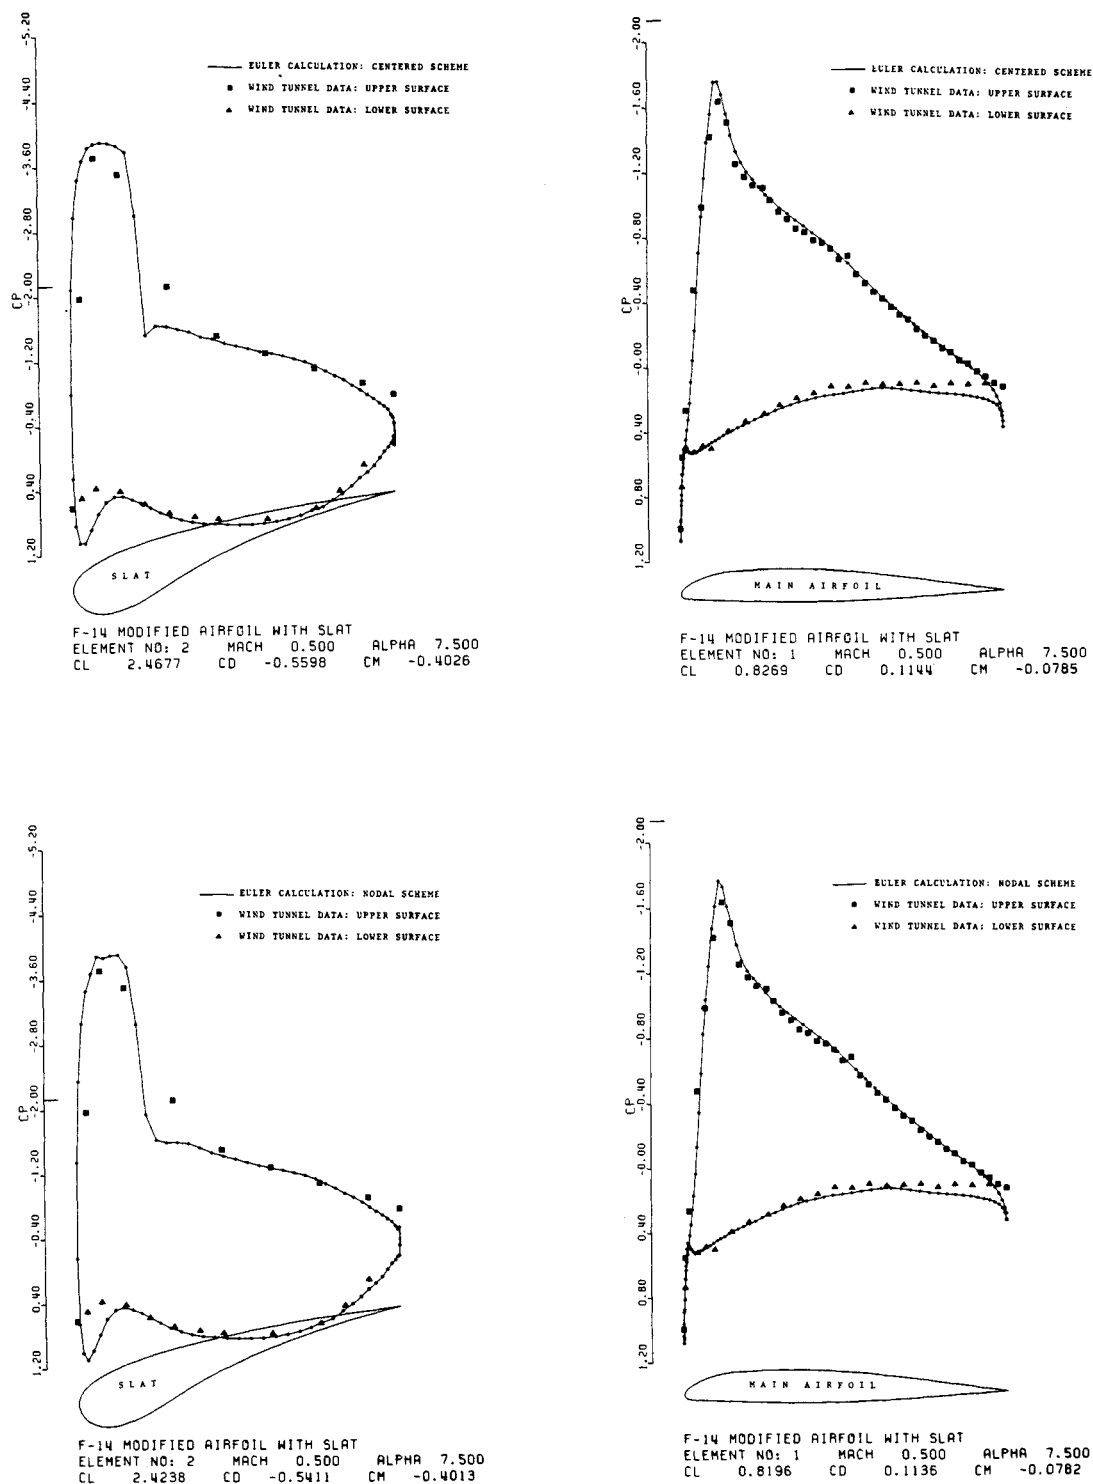 -5.20
-4.40
-3.60
-2.80
-2.00
-1.20
-0.40
0.40
1.20
CP
EULER CALCULATION: CENTERED SCHEME
WIND TUNNEL DATA: UPPER SURFACE
WIND TUNNEL DATA: LOWER SURFACE
SLAT
F-14 MODIFIED AIRFOIL WITH SLAT
ELEMENT NO: 2 MACH 0.500 ALPHA 7.500
CL 2.4677 CD -0.5598 CM -0.4026
-2.00
-1.60
-1.20
-0.80
-0.40
-0.00
0.40
0.80
1.20
CP
EULER CALCULATION: CENTERED SCHEME
WIND TUNNEL DATA: UPPER SURFACE
WIND TUNNEL DATA: LOWER SURFACE
MAIN AIRFOIL
F-14 MODIFIED AIRFOIL WITH SLAT
ELEMENT NO: 1 MACH 0.500 ALPHA 7.500
CL 0.8269 CD 0.1144 CM -0.0785
-5.20
-4.40
-3.60
-2.80
-2.00
-1.20
-0.40
0.40
1.20
CP
EULER CALCULATION: NODAL SCHEME
WIND TUNNEL DATA: UPPER SURFACE
WIND TUNNEL DATA: LOWER SURFACE
SLAT
F-14 MODIFIED AIRFOIL WITH SLAT
ELEMENT NO: 2 MACH 0.500 ALPHA 7.500
CL 2.4238 CD -0.5411 CM -0.4013
-2.00
-1.60
-1.20
-0.80
-0.40
-0.00
0.40
0.80
1.20
CP
EULER CALCULATION: NODAL SCHEME
WIND TUNNEL DATA: UPPER SURFACE
WIND TUNNEL DATA: LOWER SURFACE
MAIN AIRFOIL
F-14 MODIFIED AIRFOIL WITH SLAT
ELEMENT NO: 1 MACH 0.500 ALPHA 7.500
CL 0.8196 CD 0.1136 CM -0.0782